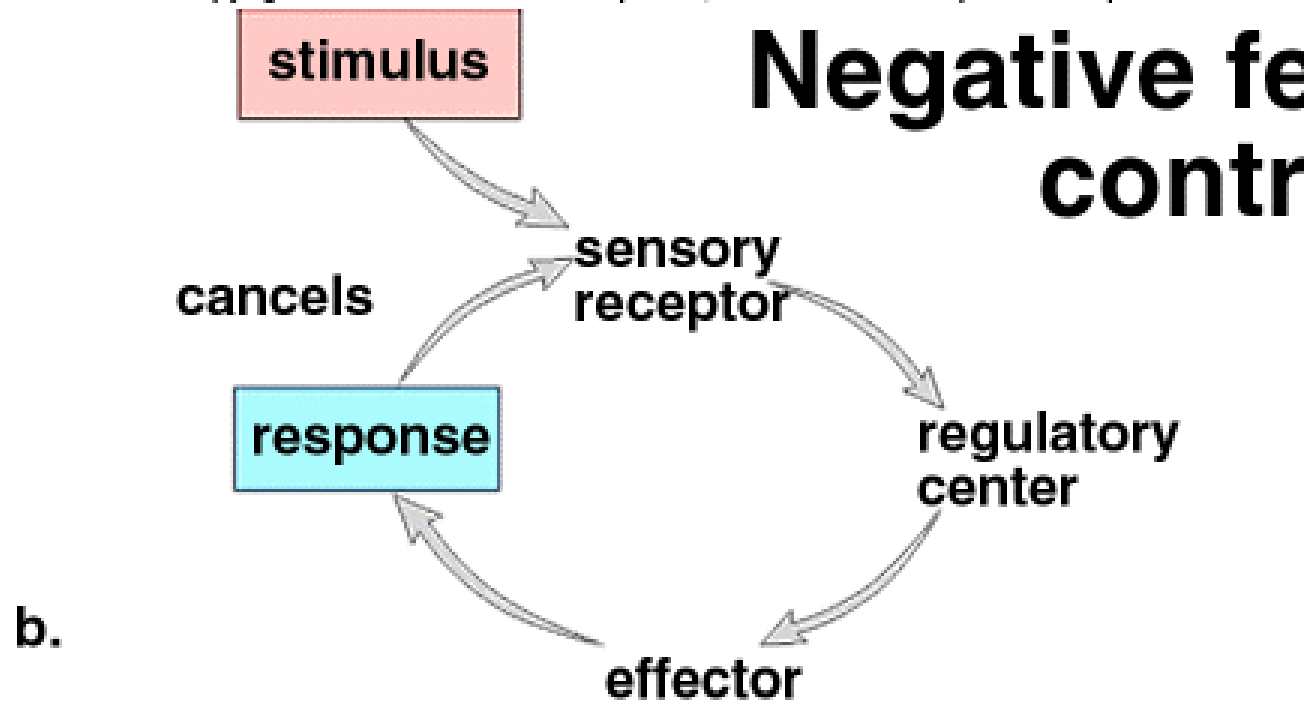 stimulus
Negative fe
contr
sensory
receptor
cancels
response
regulatory
center
b.
effector